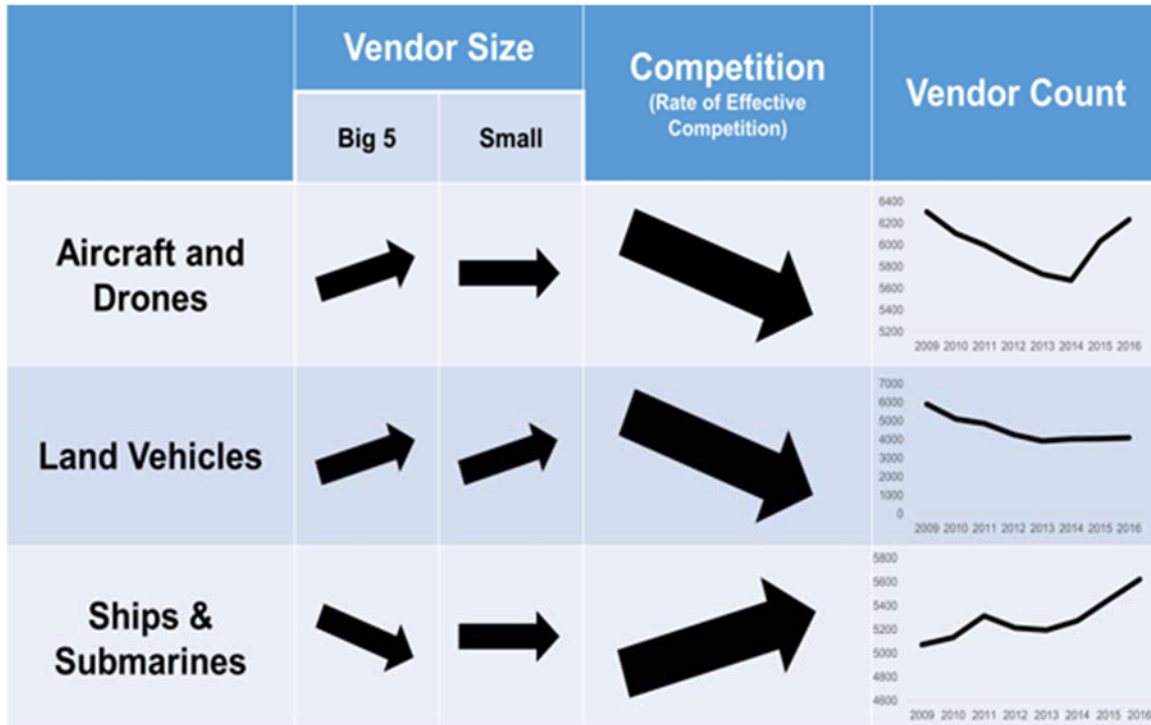 Vendor Size
Competition
(Rate of Effective
Competition)
Vendor Count
Big 5
Small
Aircraft and
Drones
6400
6200
6000
5800
5600
5400
5200
2009 2010 2011 2012 2013 2014 2015 2016
Land Vehicles
7000
6000
5000
4000
3000
2000
1000
0
2009 2010 2011 2012 2013 2014 2015 2016
Ships &
Submarines
5800
5600
5400
5200
5000
4800
4600
2009 2010 2011 2012 2013 2014 2015 2016